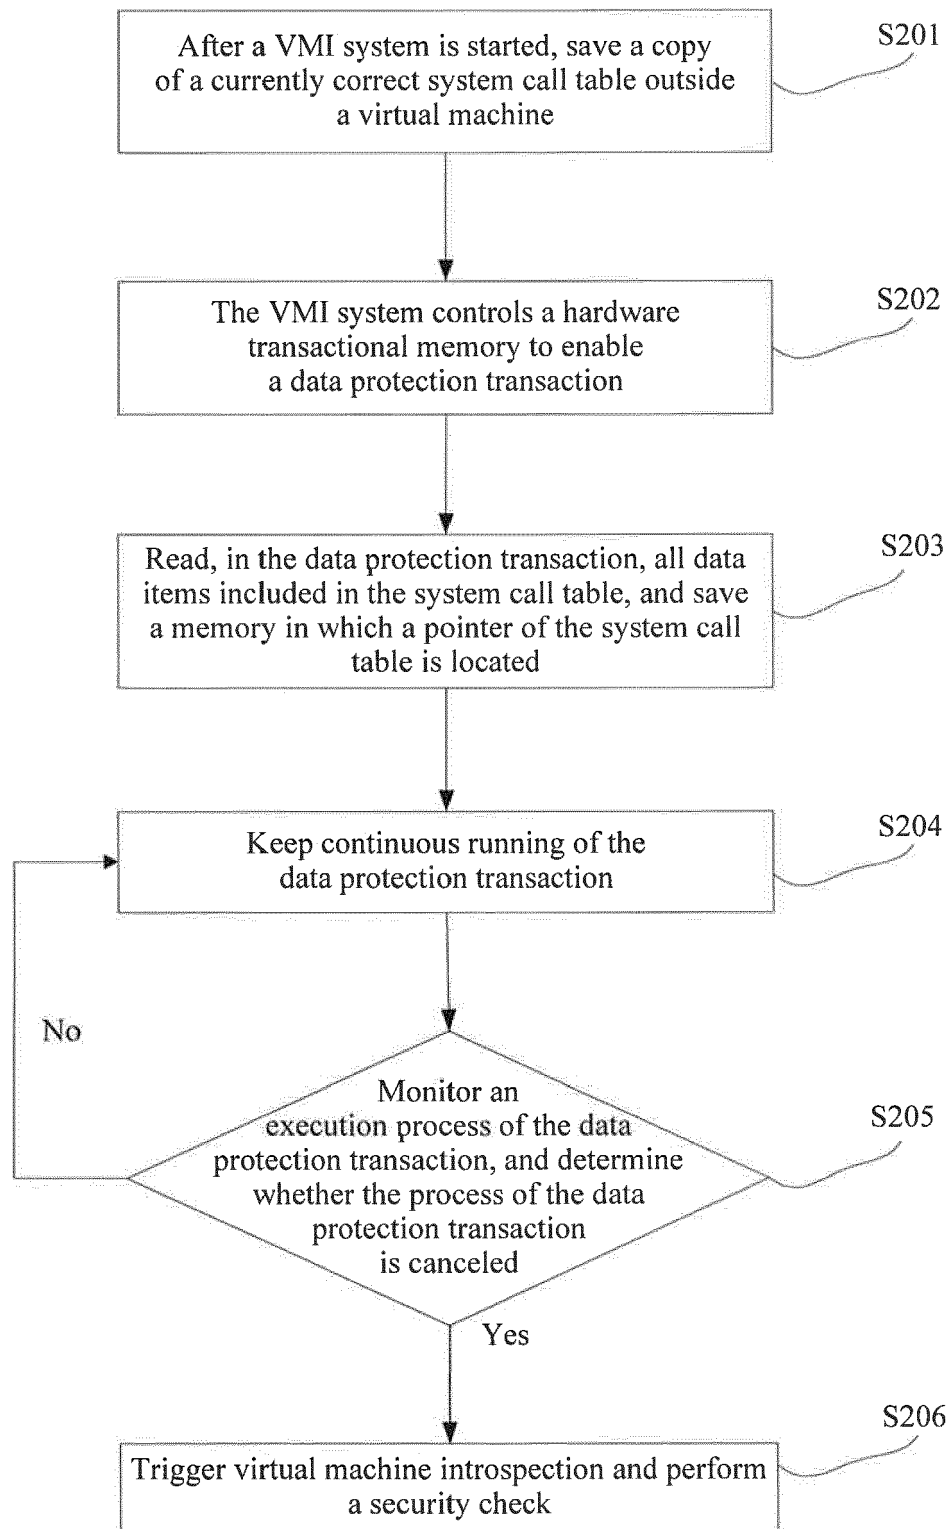 After a VMI system is started, save a copy
of a currently correct system call table outside
a virtual machine
S201
The VMI system controls a hardware
transactional memory to enable
a data protection transaction
S202
Read, in the data protection transaction, all data
items included in the system call table, and save
a memory in which a pointer of the system call
table is located
S203
Keep continuous running of the
data protection transaction
S204
No
Monitor an
execution process of the data
protection transaction, and determine
whether the process of the data
protection transaction
is canceled
S205
Yes
Trigger virtual machine introspection and perform
a security check
S206